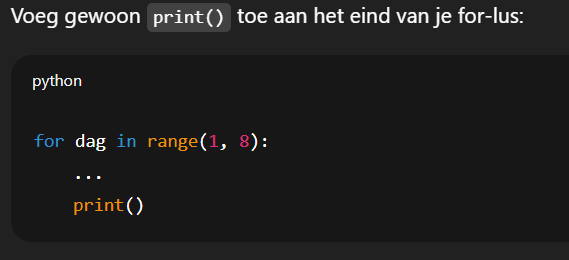 Voeg gewoon print() toe aan het eind van je for-lus:
python
for dag in range(1, 8):
    ...
    print()